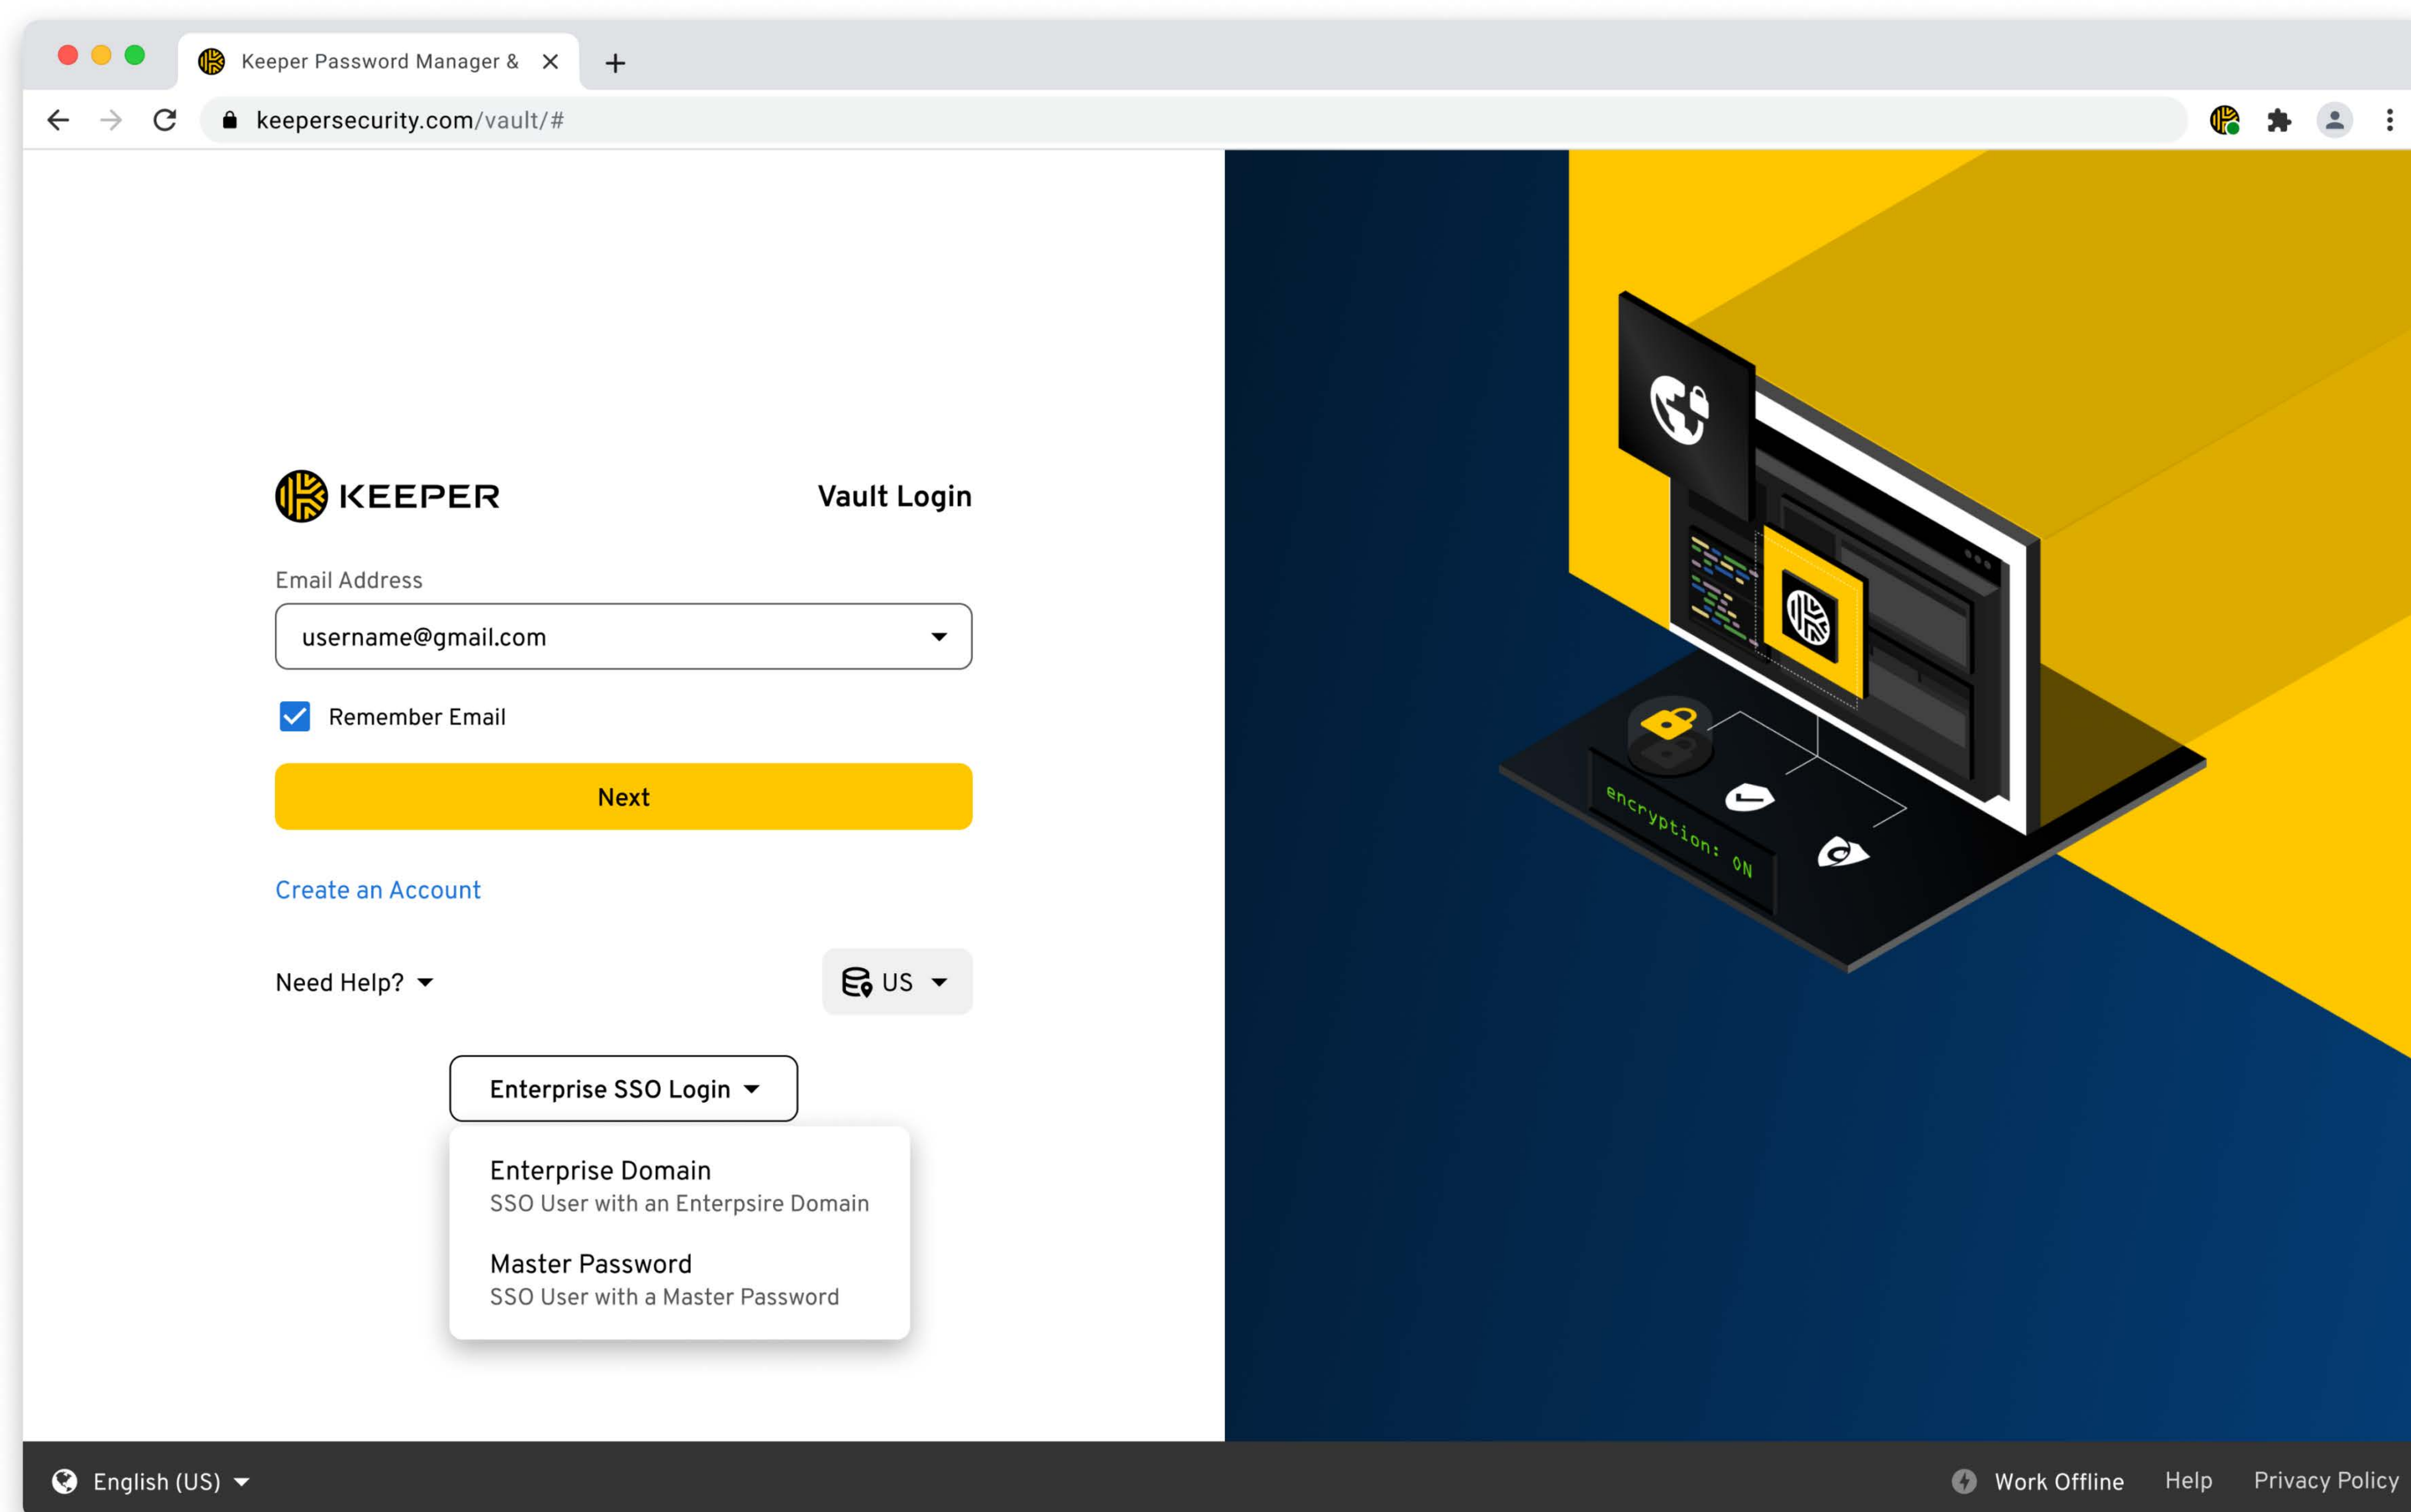 Keeper Password Manager &
keepersecurity.com/vault/#
KEEPER
Vault Login
Email Address
username@gmail.com
Remember Email
Next
Create an Account
Need Help?
US
Enterprise SSO Login
Enterprise Domain
SSO User with an Enterpsire Domain
Master Password
SSO User with a Master Password
encryption: ON
English (US)
Work Offline
Help
Privacy Policy